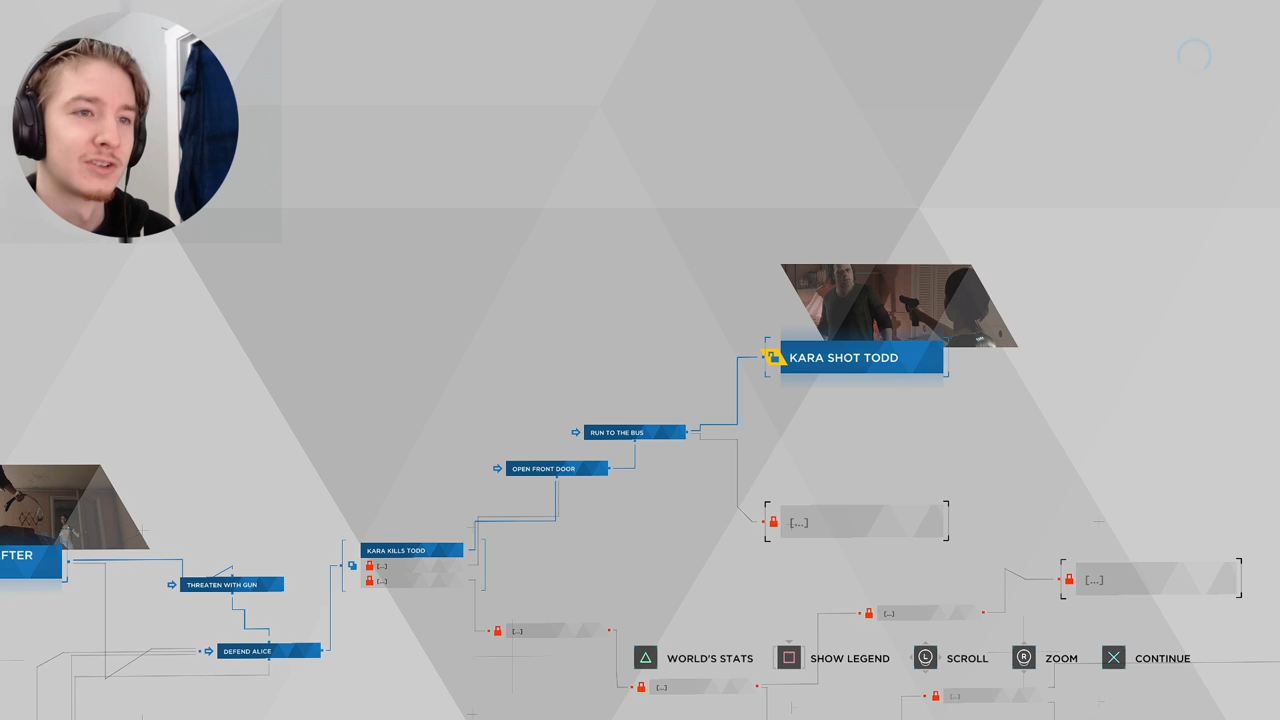 KARA SHOT TODD
RUN TO THE BUS
OPEN FRONT DOOR
[...]
KARA KILLS TODD
[...]
[...]
FTER
THREATEN WITH GUN
[...]
[...]
[...]
DEFEND ALICE
WORLD'S STATS
SHOW LEGEND
L
SCROLL
R
ZOOM
CONTINUE
[...]
[...]